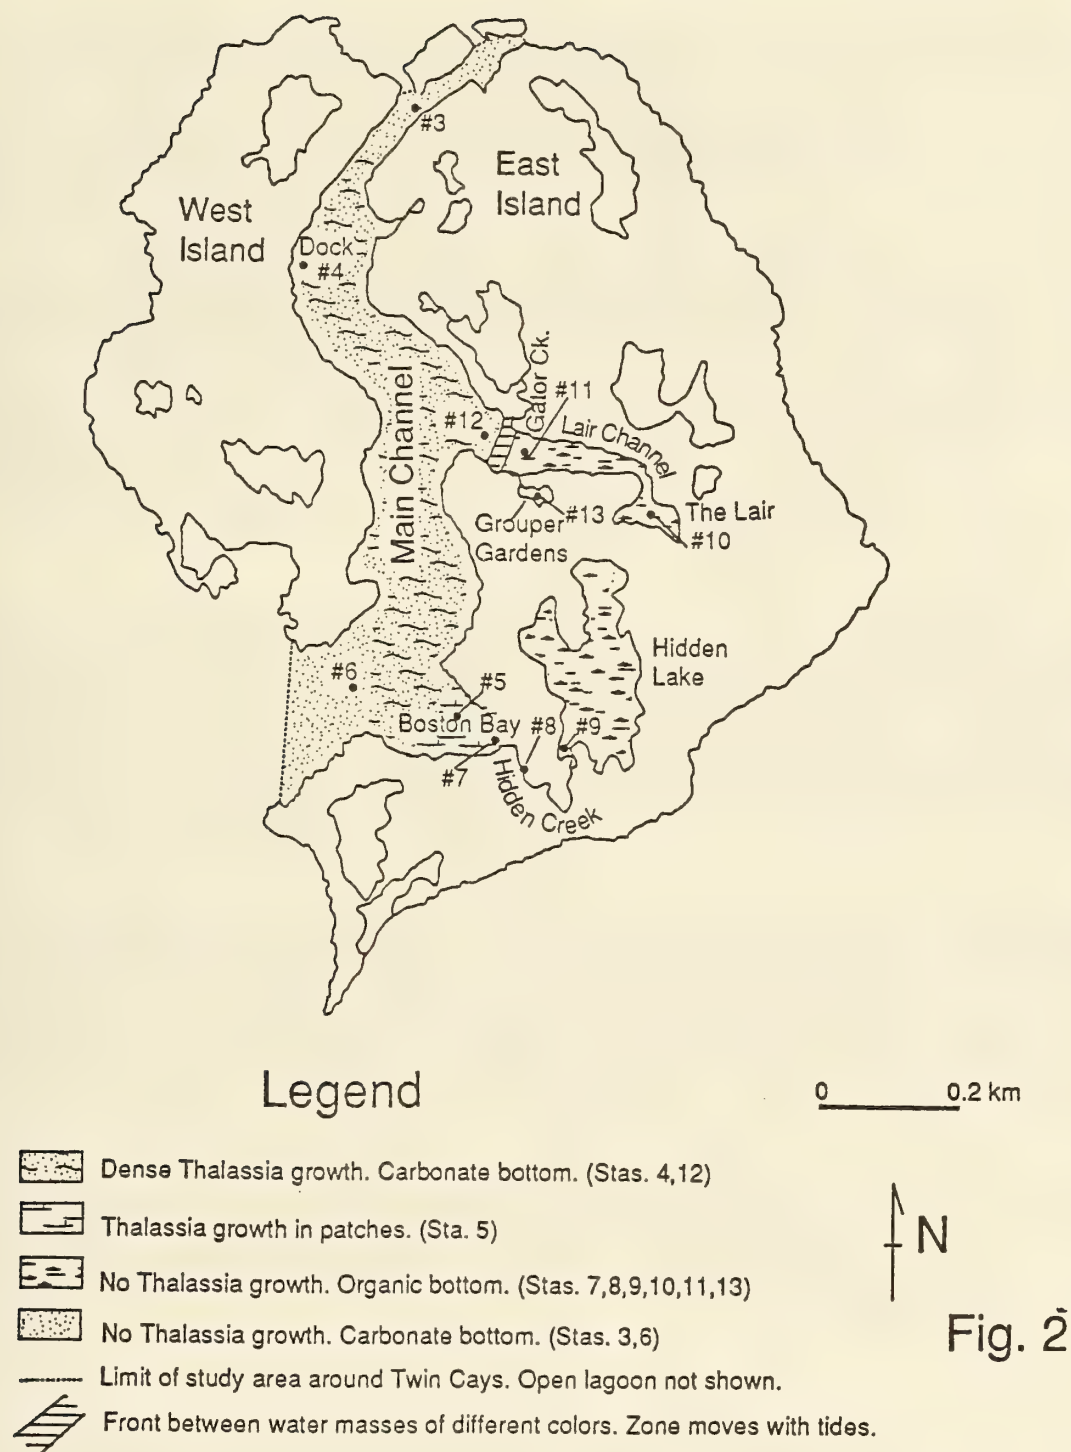 #3
East
Island
West
Island
Dock
#4
Gator Ck.
#11
Main Channel
#12
Lair Channel
Grouper
Gardens
#13
The Lair
#10
Hidden
Lake
#6
#5
Boston Bay
#8
#9
#7
Hidden Creek
Legend
0 0.2 km
Dense Thalassia growth. Carbonate bottom. (Stas. 4,12)
Thalassia growth in patches. (Sta. 5)
No Thalassia growth. Organic bottom. (Stas. 7,8,9,10,11,13)
No Thalassia growth. Carbonate bottom. (Stas. 3,6)
Limit of study area around Twin Cays. Open lagoon not shown.
Front between water masses of different colors. Zone moves with tides.
N
Fig. 2